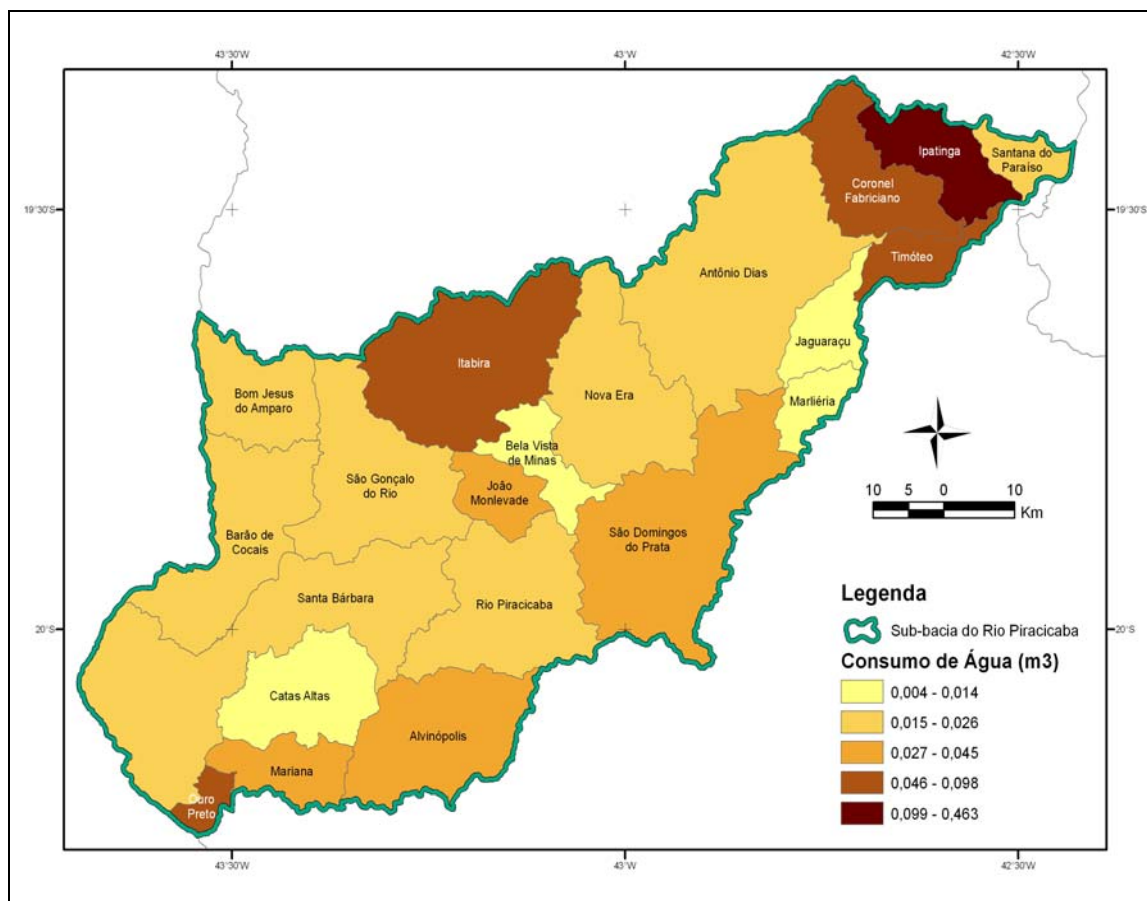 43°30'W
43°W
42°30'W
19°30'S
19°30'S
Ipatinga
Santana do
Paraíso
Coronel
Fabriciano
Timóteo
Antônio Dias
Jaguaraçu
Marliéria
Itabira
Nova Era
Bom Jesus
do Amparo
Bela Vista
de Minas
São Gonçalo
do Rio
João
Monlevade
Barão de
Cocais
São Domingos
do Prata
Santa Bárbara
Rio Piracicaba
Catas Altas
Alvinópolis
Mariana
Ouro
Preto
10 5 0 10
Km
Legenda
Sub-bacia do Rio Piracicaba
Consumo de Água (m3)
0,004 - 0,014
0,015 - 0,026
0,027 - 0,045
0,046 - 0,098
0,099 - 0,463
20°S
20°S
43°30'W
43°W
42°30'W